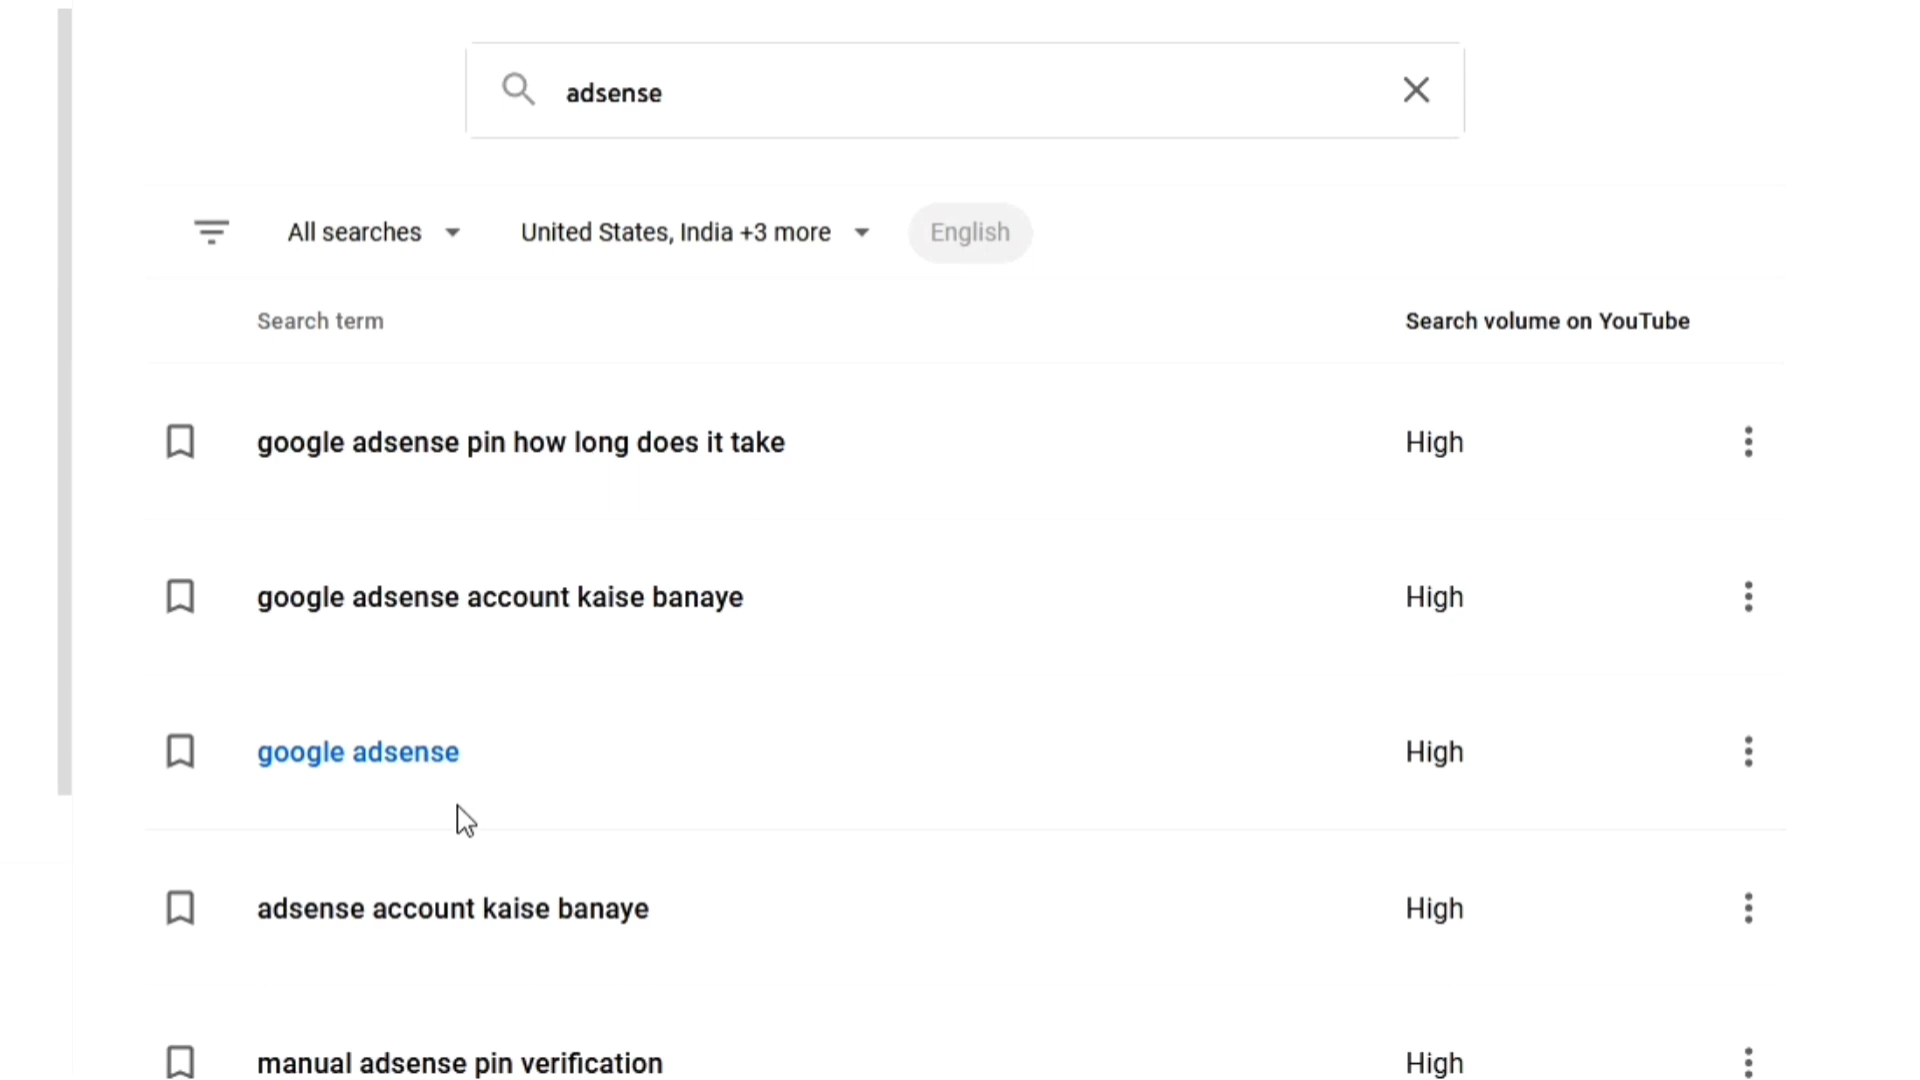 adsense
All searches
United States, India +3 more
English
Search term
Search volume on YouTube
google adsense pin how long does it take
High
google adsense account kaise banaye
High
google adsense
High
adsense account kaise banaye
High
manual adsense pin verification
High